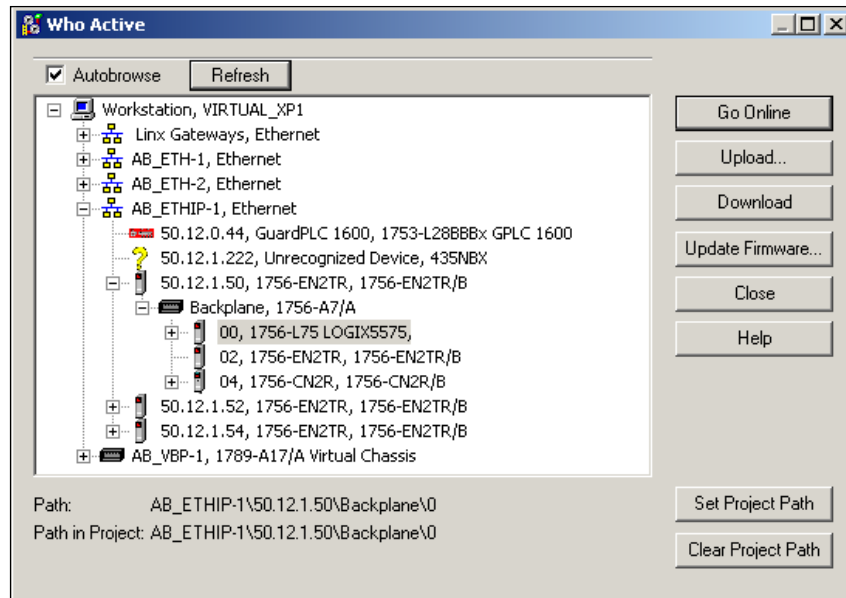 Who Active
Autobrowse
Refresh
Workstation, VIRTUAL_XP1
Linx Gateways, Ethernet
AB_ETH-1, Ethernet
AB_ETH-2, Ethernet
AB_ETHIP-1, Ethernet
50.12.0.44, GuardPLC 1600, 1753-L28BBBx GPLC 1600
50.12.1.222, Unrecognized Device, 435NBX
50.12.1.50, 1756-EN2TR, 1756-EN2TR/B
Backplane, 1756-A7/A
00, 1756-L75 LOGIX5575,
02, 1756-EN2TR, 1756-EN2TR/B
04, 1756-CN2R, 1756-CN2R/B
50.12.1.52, 1756-EN2TR, 1756-EN2TR/B
50.12.1.54, 1756-EN2TR, 1756-EN2TR/B
AB_VBP-1, 1789-A17/A Virtual Chassis
Go Online
Upload...
Download
Update Firmware...
Close
Help
Path: AB_ETHIP-1\50.12.1.50\Backplane\0
Path in Project: AB_ETHIP-1\50.12.1.50\Backplane\0
Set Project Path
Clear Project Path